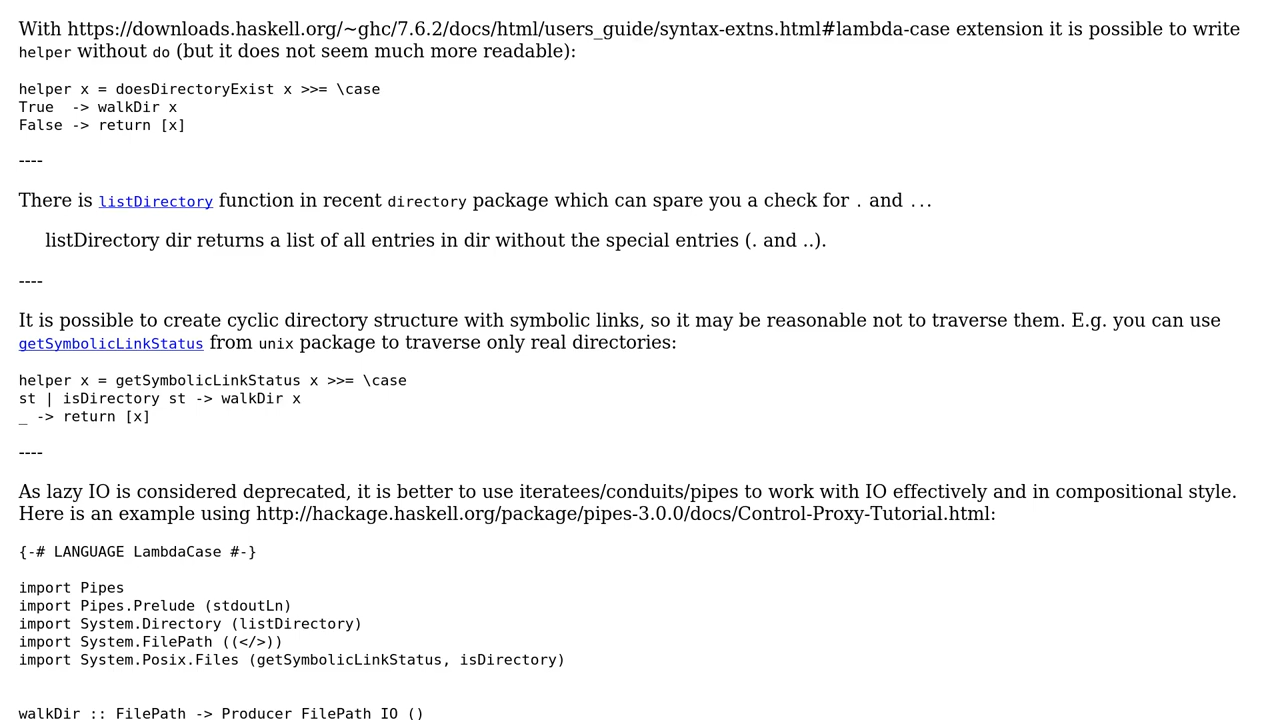 With https://downloads.haskell.org/~ghc/7.6.2/docs/html/users_guide/syntax-extns.html#lambda-case extension it is possible to write
helper without do (but it does not seem much more readable):
helper x = doesDirectoryExist x >>= \case
True  -> walkDir x
False -> return [x]
----
There is listDirectory function in recent directory package which can spare you a check for . and ...
listDirectory dir returns a list of all entries in dir without the special entries (. and ..).
----
It is possible to create cyclic directory structure with symbolic links, so it may be reasonable not to traverse them. E.g. you can use
getSymbolicLinkStatus from unix package to traverse only real directories:
helper x = getSymbolicLinkStatus x >>= \case
st | isDirectory st -> walkDir x
_ -> return [x]
----
As lazy IO is considered deprecated, it is better to use iteratees/conduits/pipes to work with IO effectively and in compositional style.
Here is an example using http://hackage.haskell.org/package/pipes-3.0.0/docs/Control-Proxy-Tutorial.html:
{-# LANGUAGE LambdaCase #-}
import Pipes
import Pipes.Prelude (stdoutLn)
import System.Directory (listDirectory)
import System.FilePath ((</>))
import System.Posix.Files (getSymbolicLinkStatus, isDirectory)
walkDir :: FilePath -> Producer FilePath IO ()